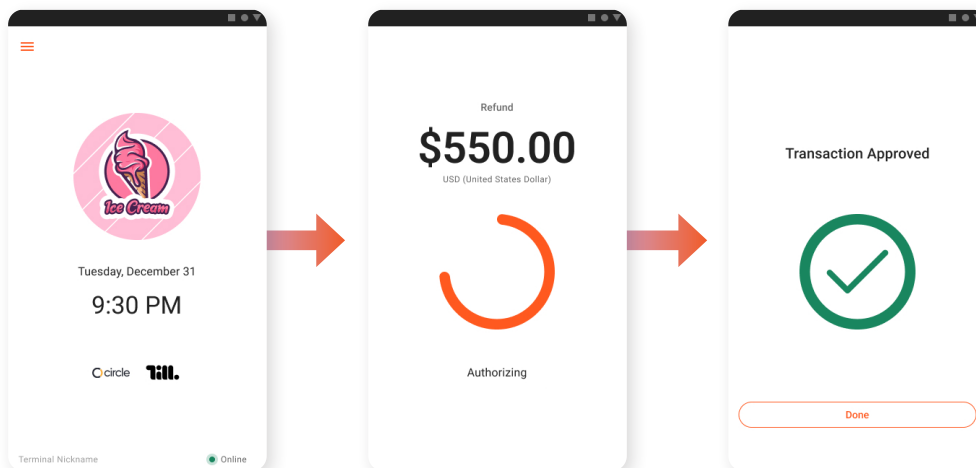 Ice Cream
Tuesday, December 31
9:30 PM
circle Till.
Terminal Nickname Online
Refund
$550.00
USD (United States Dollar)
Authorizing
Transaction Approved
Done